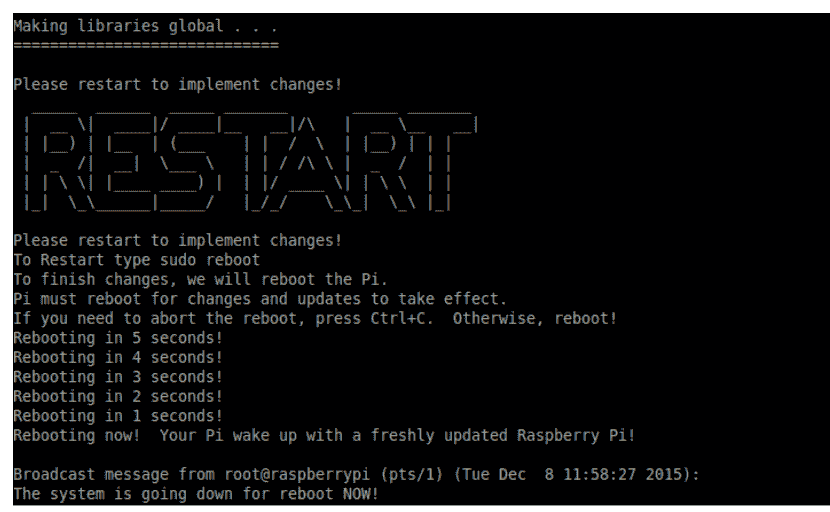 Making libraries global . . .
=============================
Please restart to implement changes!
RESTART
Please restart to implement changes!
To Restart type sudo reboot
To finish changes, we will reboot the Pi.
Pi must reboot for changes and updates to take effect.
If you need to abort the reboot, press Ctrl+C.  Otherwise, reboot!
Rebooting in 5 seconds!
Rebooting in 4 seconds!
Rebooting in 3 seconds!
Rebooting in 2 seconds!
Rebooting in 1 seconds!
Rebooting now!  Your Pi wake up with a freshly updated Raspberry Pi!
Broadcast message from root@raspberrypi (pts/1) (Tue Dec  8 11:58:27 2015):
The system is going down for reboot NOW!